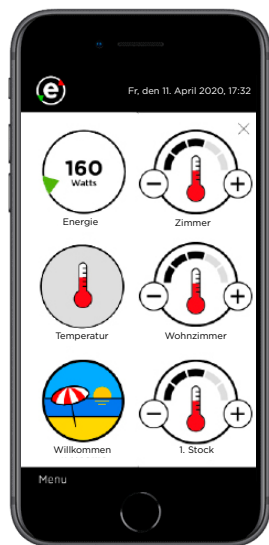 e
Fr, den 11. April 2020, 17:32
160
Watts
Energie
Zimmer
Temperatur
Wohnzimmer
Willkommen
1. Stock
Menu